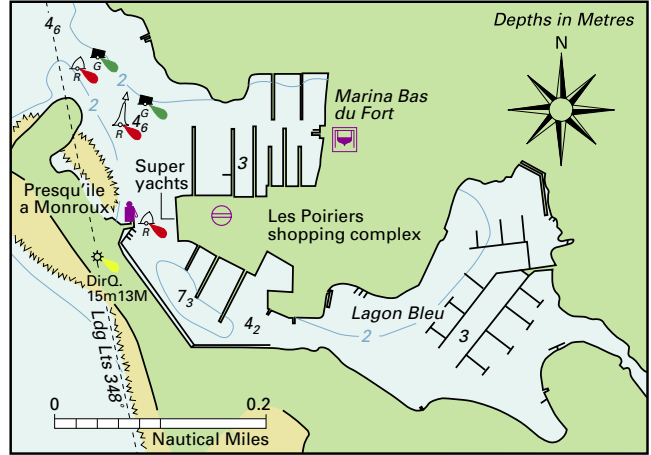 4₆
Depths in Metres
N
G
R
2
2
G
R
4₆
Marina Bas
du Fort
3
Super
yachts
Presqu'ile
a Monroux
R
Les Poiriers
shopping complex
DirQ.
15m13M
7₃
4₂
Lagon Bleu
2
3
Ldg Lts 348°
0
0.2
Nautical Miles